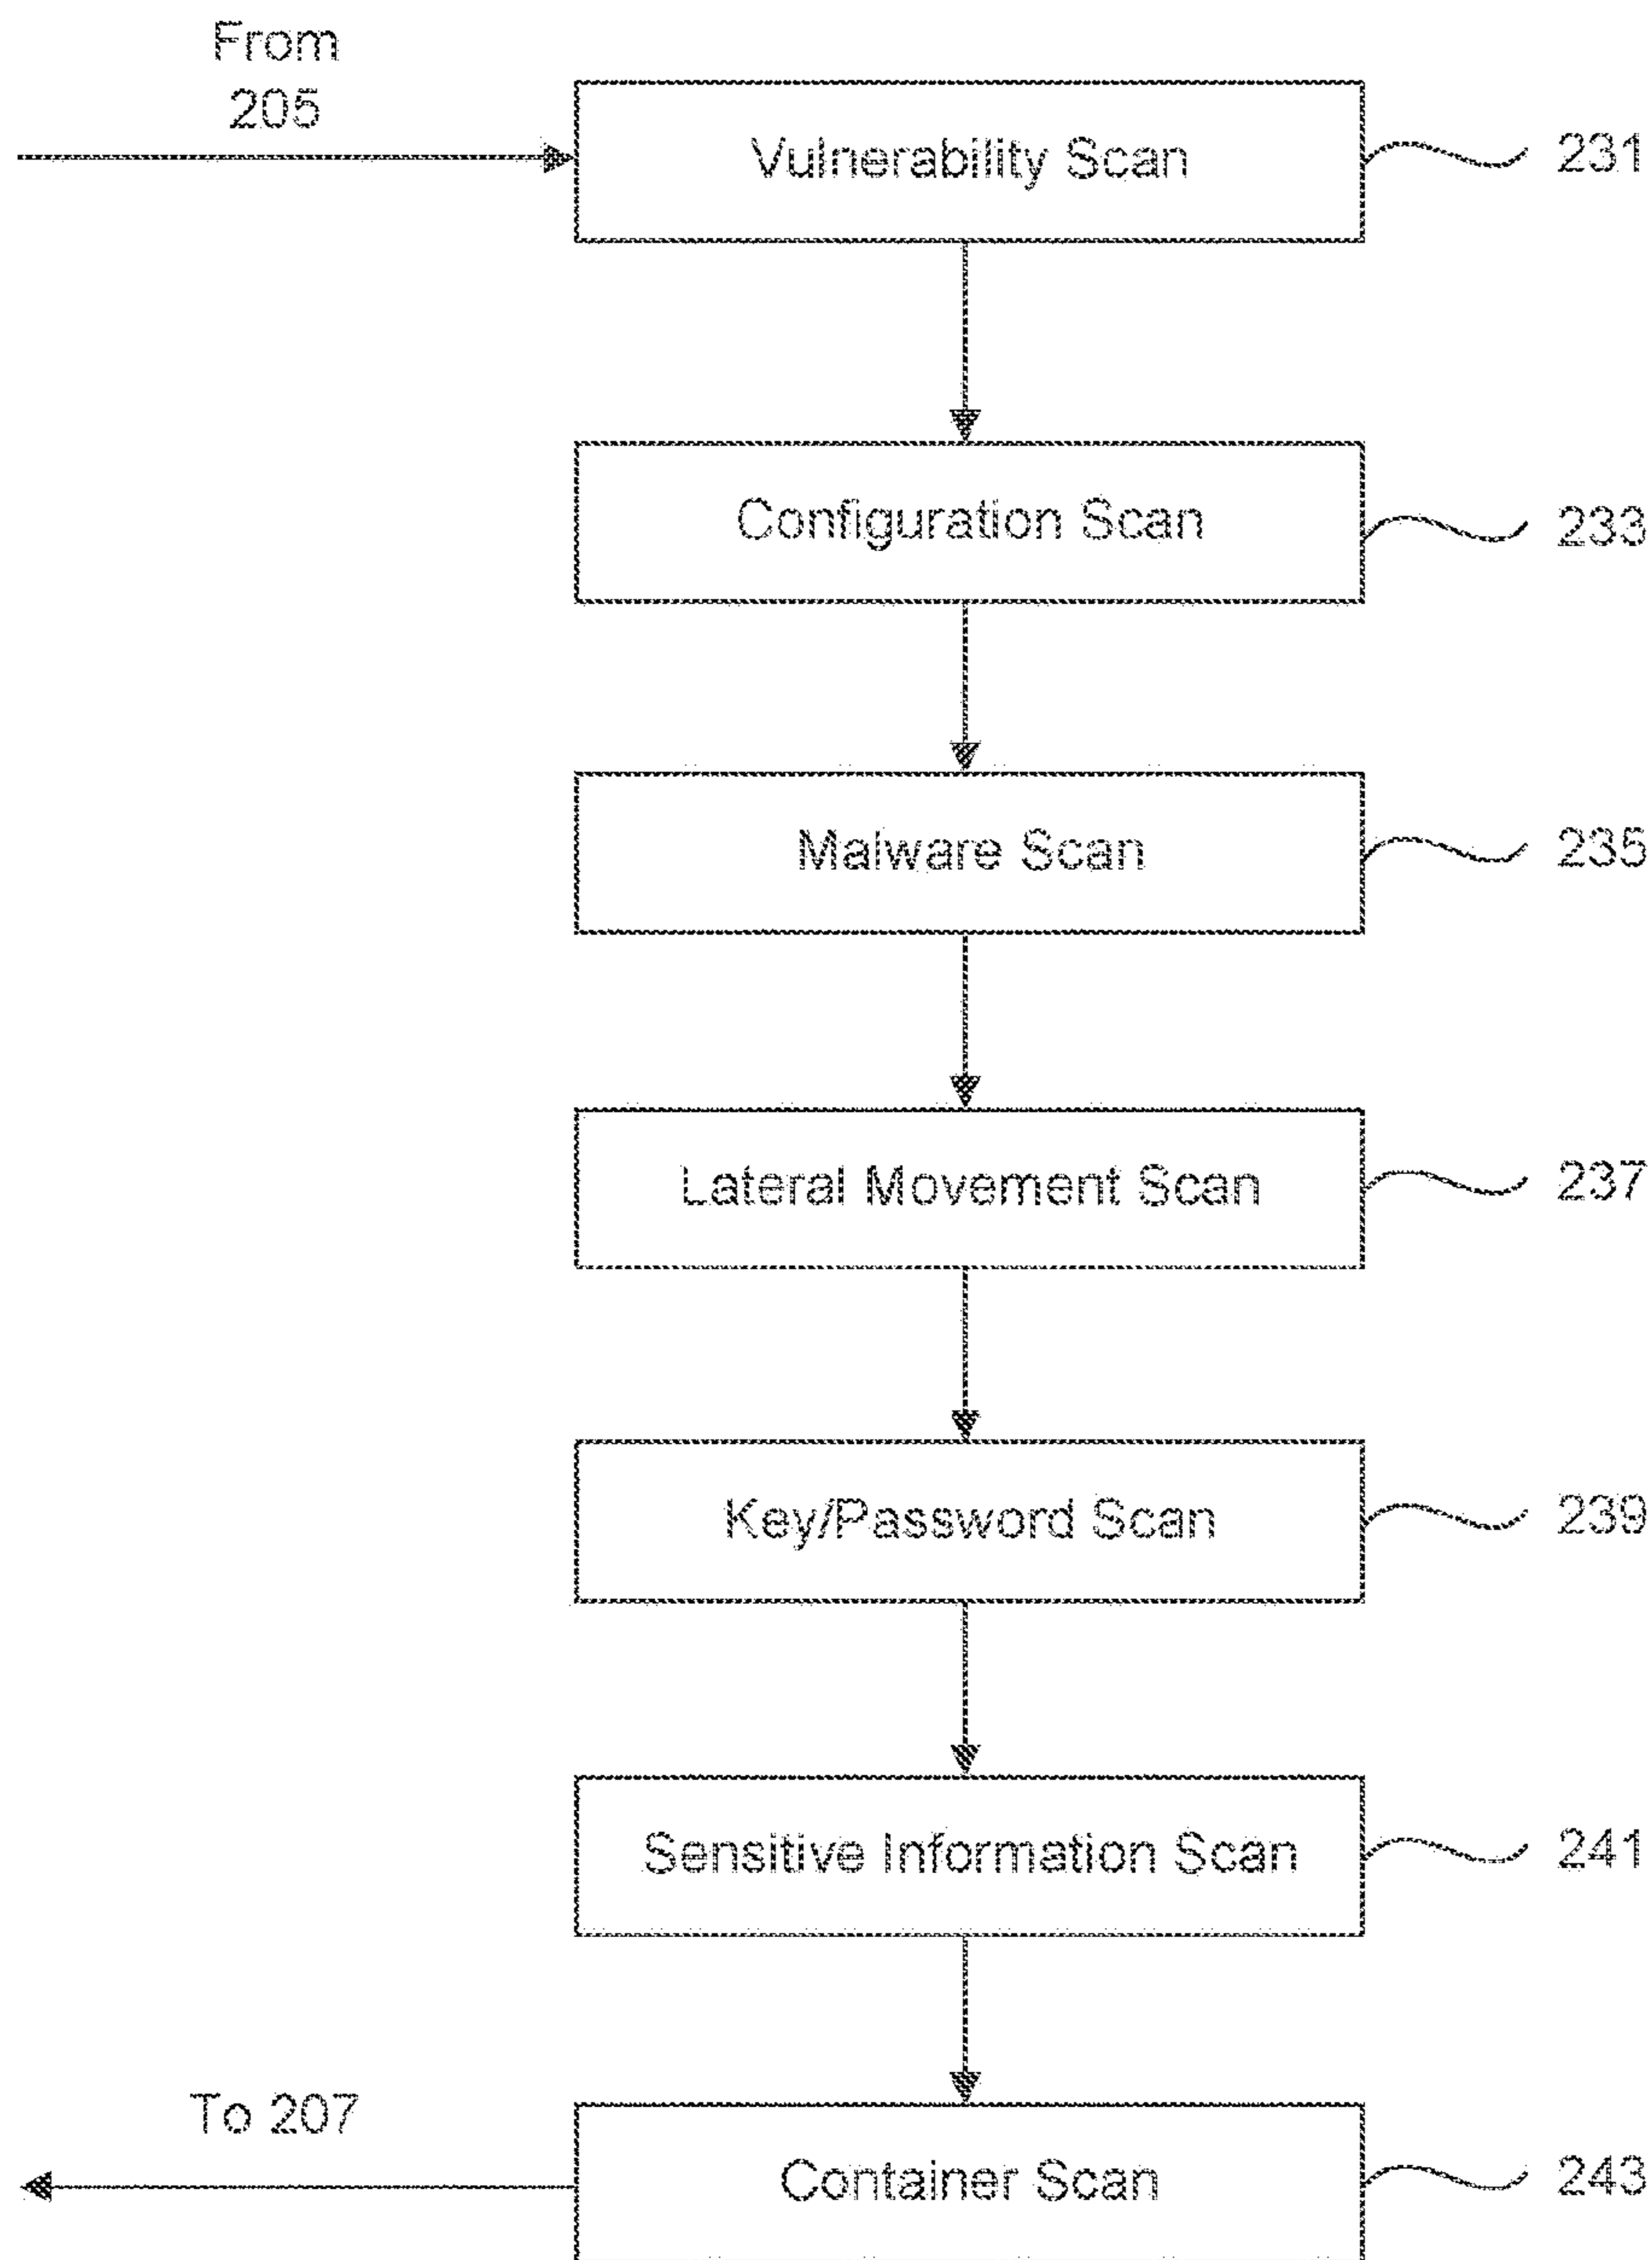 From
205
Vulnerability Scan
231
Configuration Scan
233
Malware Scan
235
Lateral Movement Scan
237
Key/Password Scan
239
Sensitive Information Scan
241
To 207
Container Scan
243